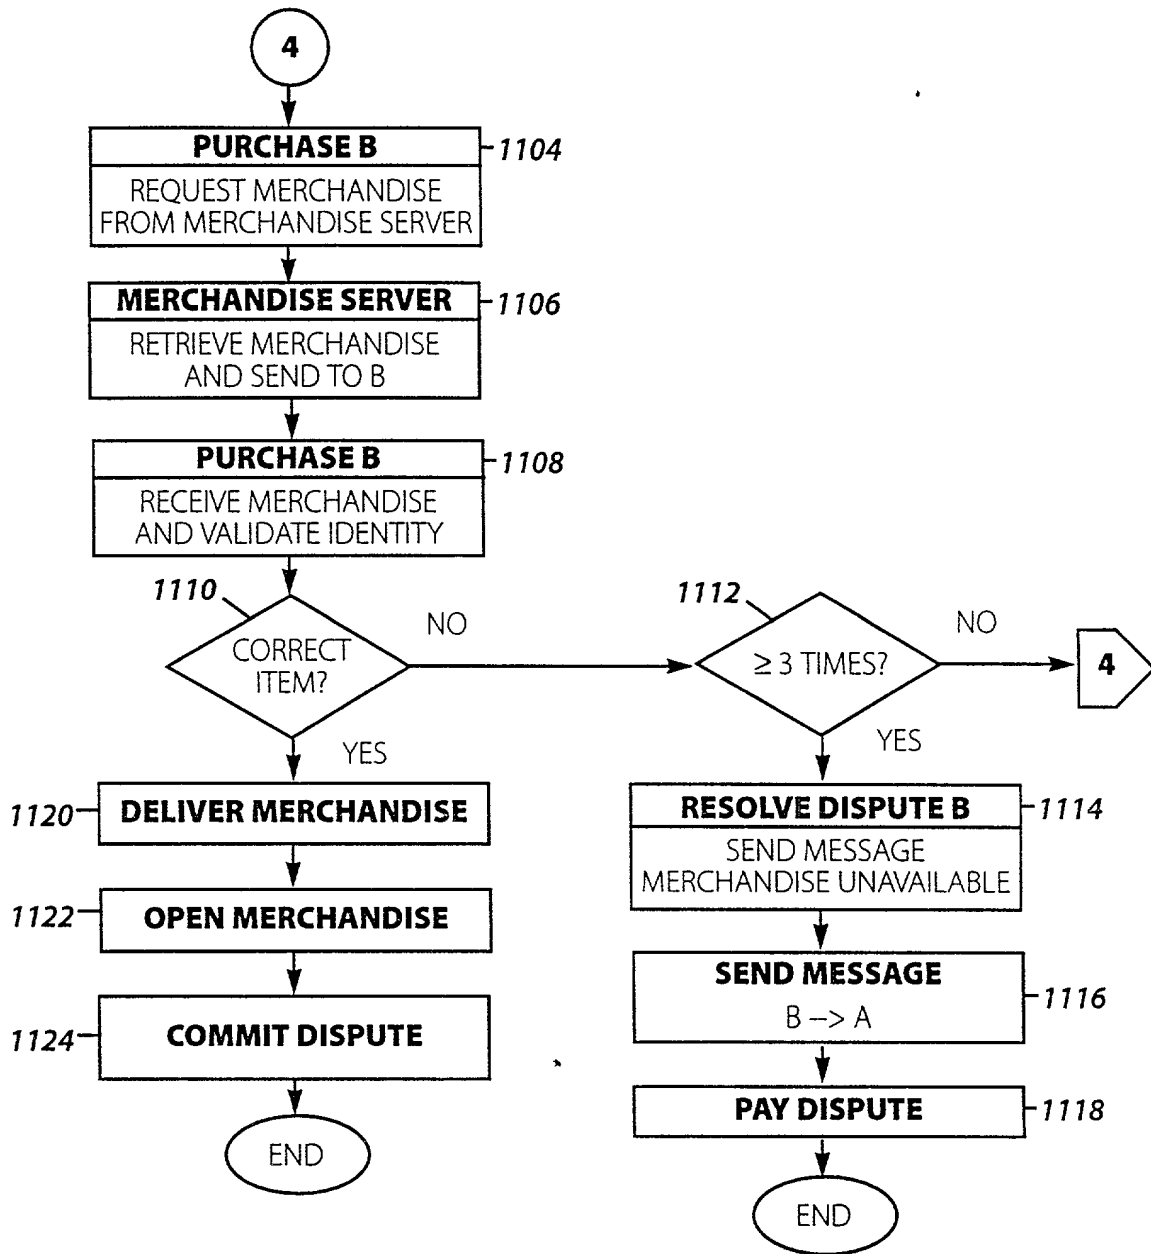 4
PURCHASE B
1104
REQUEST MERCHANDISE
FROM MERCHANDISE SERVER
MERCHANDISE SERVER
1106
RETRIEVE MERCHANDISE
AND SEND TO B
PURCHASE B
1108
RECEIVE MERCHANDISE
AND VALIDATE IDENTITY
1110
CORRECT
ITEM?
NO
1112
≥ 3 TIMES?
NO
4
YES
1120
DELIVER MERCHANDISE
1122
OPEN MERCHANDISE
1124
COMMIT DISPUTE
END
YES
RESOLVE DISPUTE B
1114
SEND MESSAGE
MERCHANDISE UNAVAILABLE
SEND MESSAGE
1116
B --> A
PAY DISPUTE
1118
END